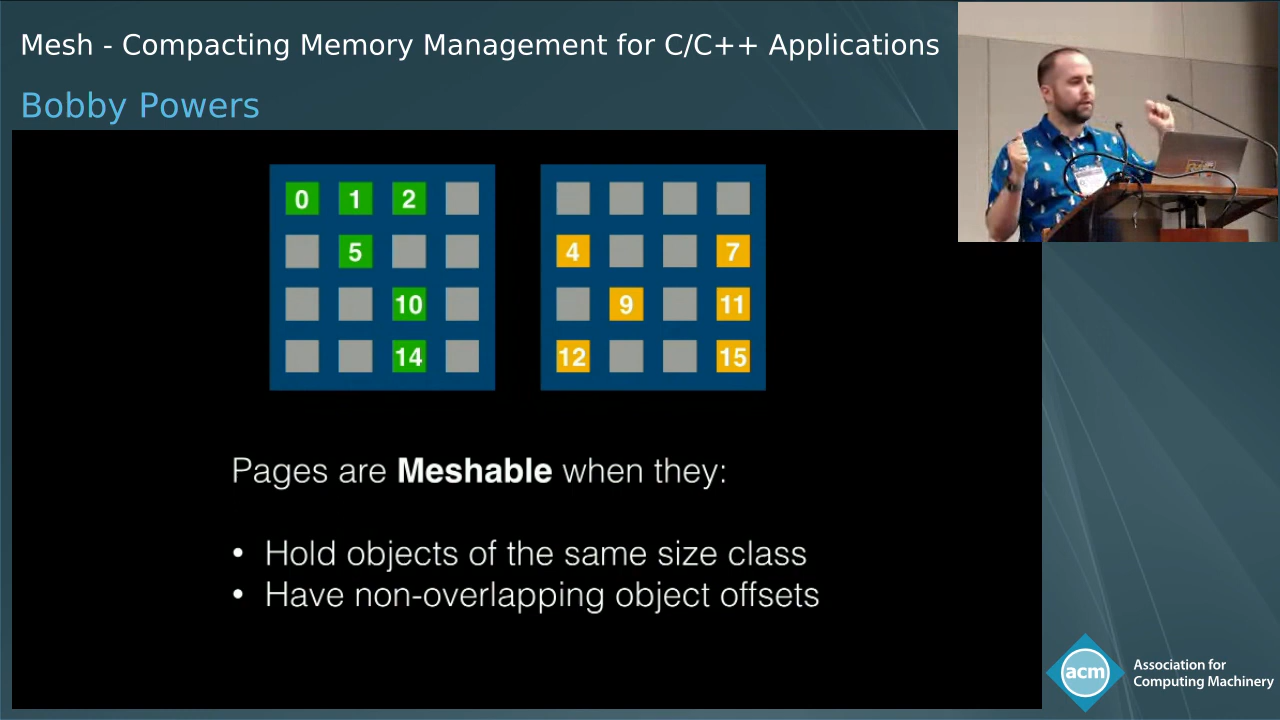 Mesh - Compacting Memory Management for C/C++ Applications
Bobby Powers
0 1 2
5
10
14
4 7
9 11
12 15
Pages are Meshable when they:
• Hold objects of the same size class
• Have non-overlapping object offsets
acm
Association for
Computing Machinery